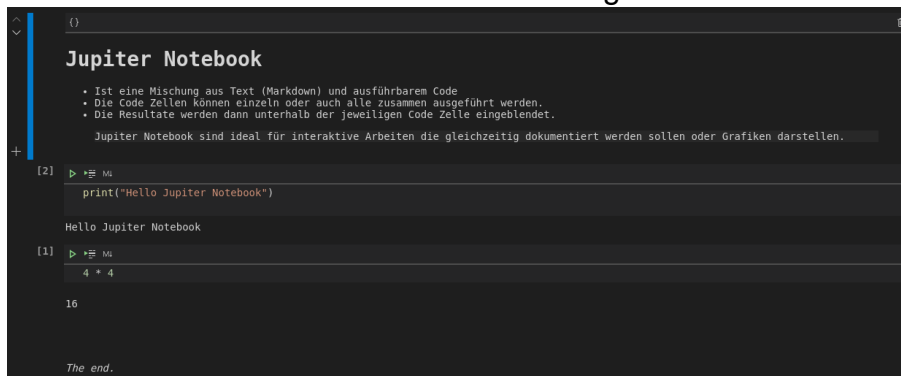 {}
Jupiter Notebook
• Ist eine Mischung aus Text (Markdown) und ausführbarem Code
• Die Code Zellen können einzeln oder auch alle zusammen ausgeführt werden.
• Die Resultate werden dann unterhalb der jeweiligen Code Zelle eingeblendet.
Jupiter Notebook sind ideal für interaktive Arbeiten die gleichzeitig dokumentiert werden sollen oder Grafiken darstellen.
[2]
M↓
print("Hello Jupiter Notebook")
Hello Jupiter Notebook
[1]
M↓
4 * 4
16
The end.